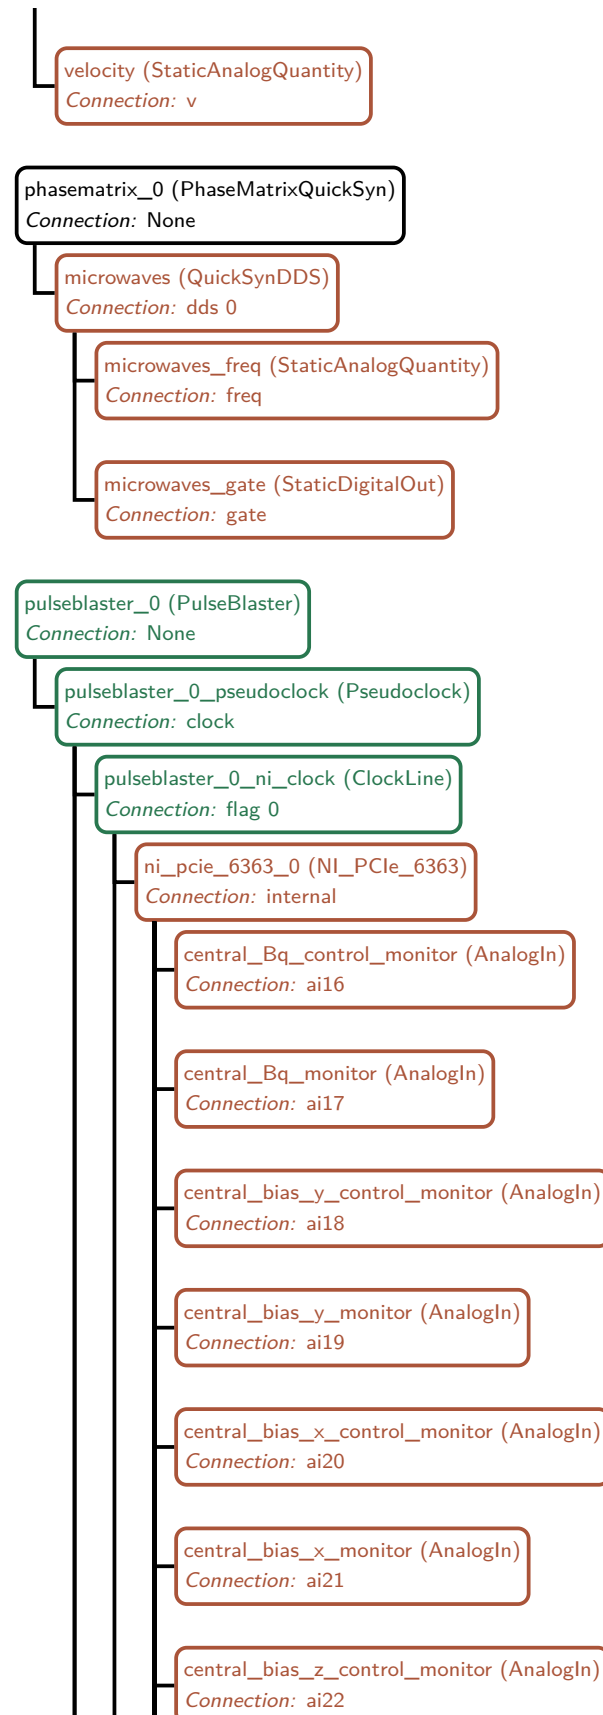 velocity (StaticAnalogQuantity)
Connection: v
phasematrix_0 (PhaseMatrixQuickSyn)
Connection: None
microwaves (QuickSynDDS)
Connection: dds 0
microwaves_freq (StaticAnalogQuantity)
Connection: freq
microwaves_gate (StaticDigitalOut)
Connection: gate
pulseblaster_0 (PulseBlaster)
Connection: None
pulseblaster_0_pseudoclock (Pseudoclock)
Connection: clock
pulseblaster_0_ni_clock (ClockLine)
Connection: flag 0
ni_pcie_6363_0 (NI_PCIe_6363)
Connection: internal
central_Bq_control_monitor (AnalogIn)
Connection: ai16
central_Bq_monitor (AnalogIn)
Connection: ai17
central_bias_y_control_monitor (AnalogIn)
Connection: ai18
central_bias_y_monitor (AnalogIn)
Connection: ai19
central_bias_x_control_monitor (AnalogIn)
Connection: ai20
central_bias_x_monitor (AnalogIn)
Connection: ai21
central_bias_z_control_monitor (AnalogIn)
Connection: ai22